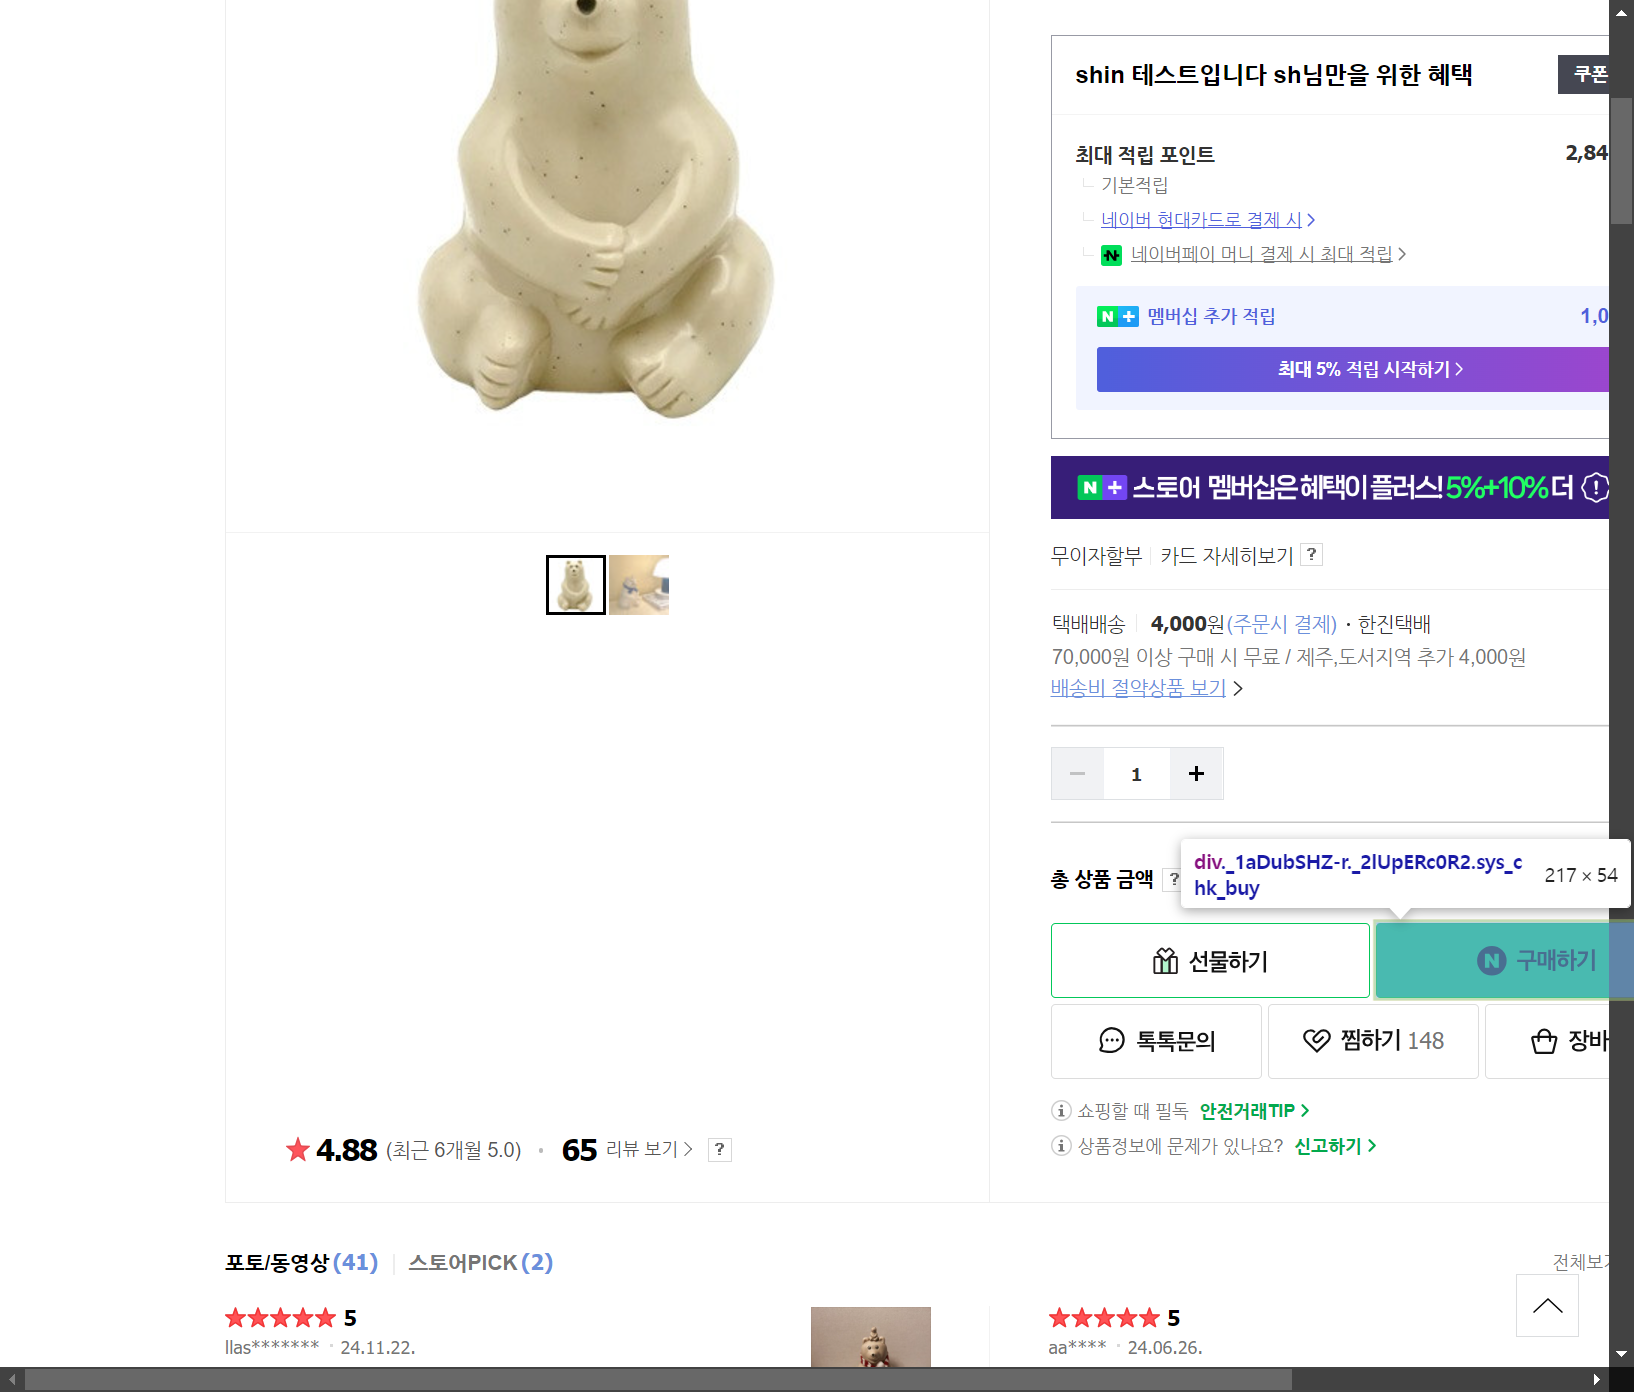 shin 테스트입니다 sh님만을 위한 혜택
쿠폰
최대 적립 포인트
2,84
기본적립
네이버 현대카드로 결제 시
네이버페이 머니 결제 시 최대 적립
N+ 멤버십 추가 적립
1,0
최대 5% 적립 시작하기
N+ 스토어 멤버십은 혜택이 플러스! 5%+10% 더
무이자할부 카드 자세히보기 ?
택배배송 4,000원(주문시 결제) · 한진택배
70,000원 이상 구매 시 무료 / 제주,도서지역 추가 4,000원
배송비 절약상품 보기
1
총 상품 금액 ?
div._1aDubSHZ-r._2lUpERc0R2.sys_c
hk_buy
217 × 54
선물하기
N 구매하기
톡톡문의
찜하기 148
장바
쇼핑할 때 필독 안전거래TIP
상품정보에 문제가 있나요? 신고하기
4.88 (최근 6개월 5.0) • 65 리뷰 보기 ?
포토/동영상 (41) 스토어PICK (2)
전체보기
5
llas******* · 24.11.22.
5
aa**** · 24.06.26.